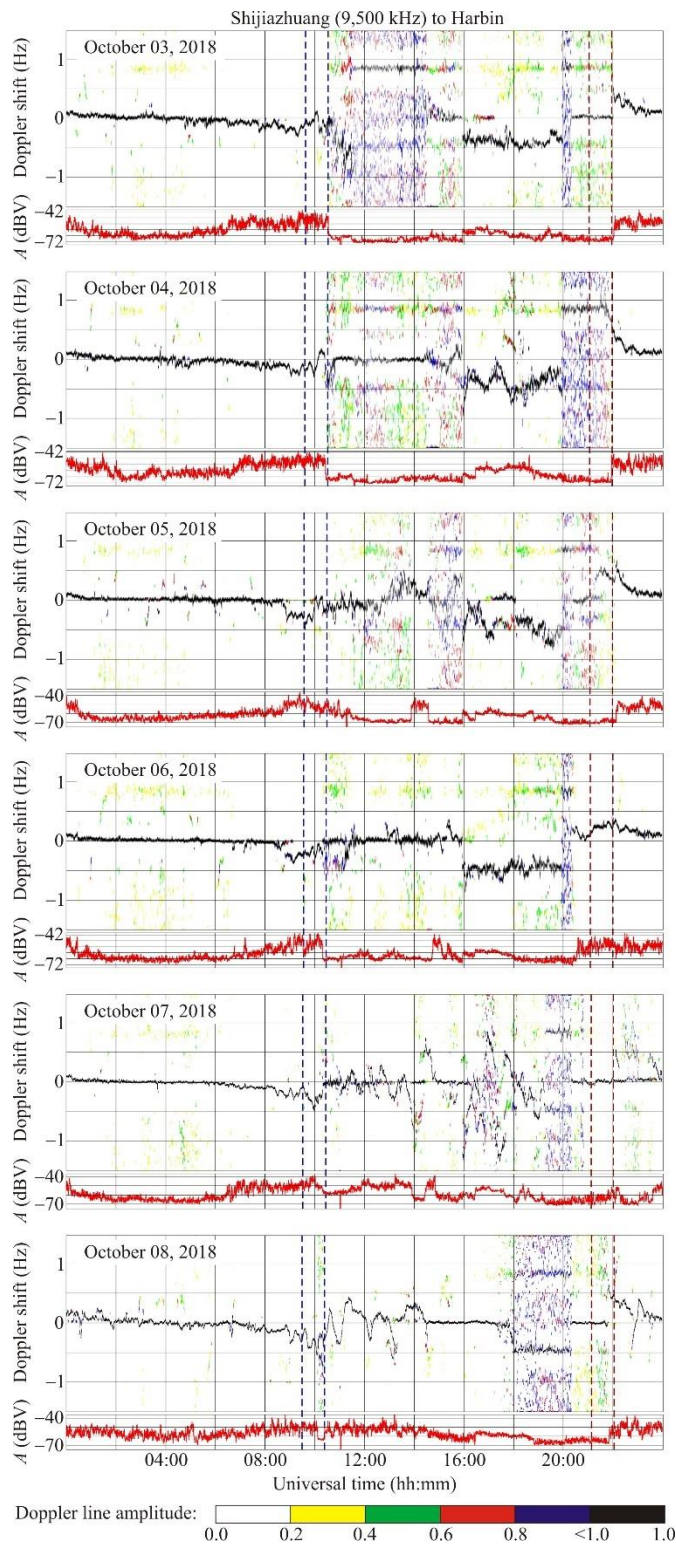 Shijiazhuang (9,500 kHz) to Harbin
October 03, 2018
Doppler shift (Hz)
1
0
−1
A (dBV)
−42
−72
October 04, 2018
Doppler shift (Hz)
1
0
−1
A (dBV)
−42
−72
October 05, 2018
Doppler shift (Hz)
1
0
−1
A (dBV)
−40
−70
October 06, 2018
Doppler shift (Hz)
1
0
−1
A (dBV)
−42
−72
October 07, 2018
Doppler shift (Hz)
1
0
−1
A (dBV)
−40
−70
October 08, 2018
Doppler shift (Hz)
1
0
−1
A (dBV)
−40
−70
04:00 08:00 12:00 16:00 20:00
Universal time (hh:mm)
Doppler line amplitude:
0.0 0.2 0.4 0.6 0.8 <1.0 1.0